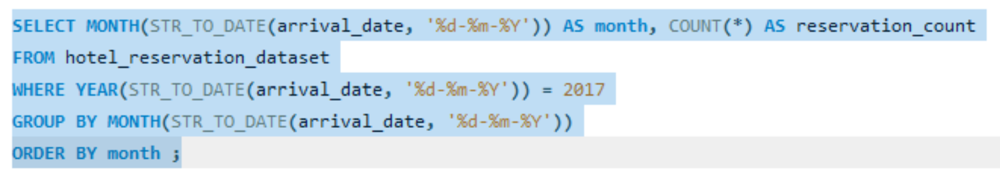 SELECT MONTH(STR_TO_DATE(arrival_date, '%d-%m-%Y')) AS month, COUNT(*) AS reservation_count
FROM hotel_reservation_dataset
WHERE YEAR(STR_TO_DATE(arrival_date, '%d-%m-%Y')) = 2017
GROUP BY MONTH(STR_TO_DATE(arrival_date, '%d-%m-%Y'))
ORDER BY month ;